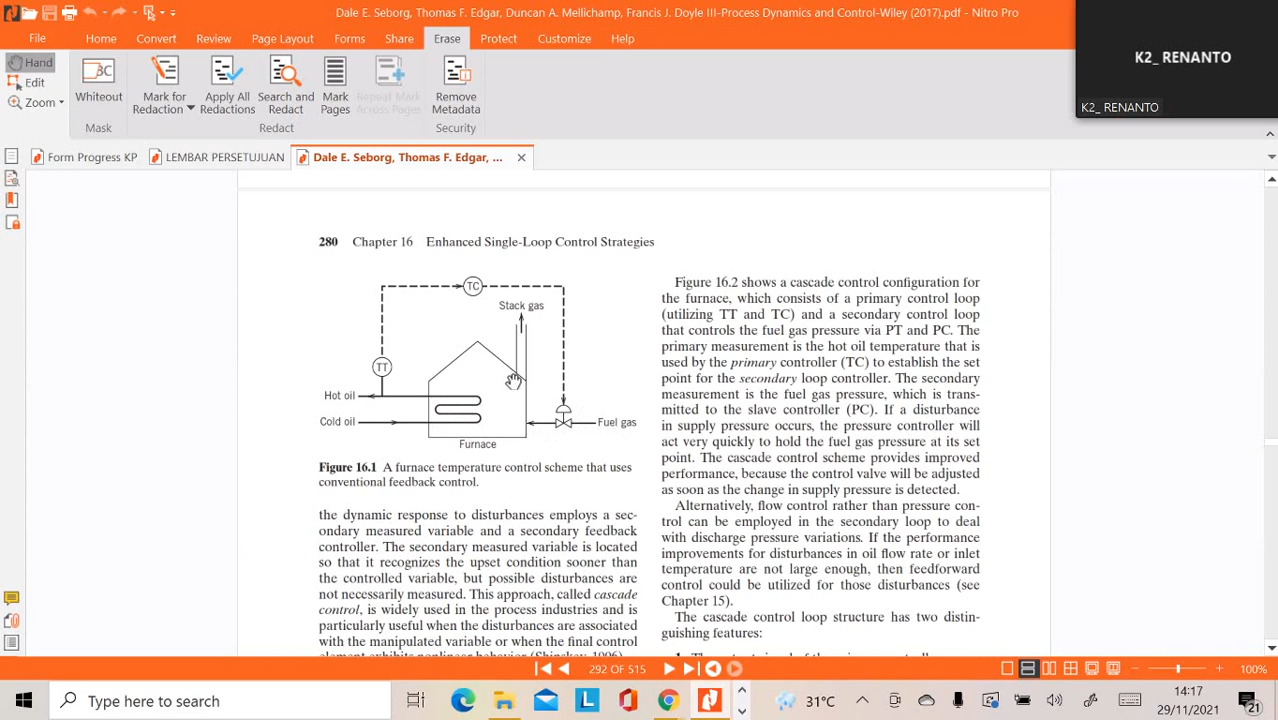 Dale E. Seborg, Thomas F. Edgar, Duncan A. Mellichamp, Francis J. Doyle III-Process Dynamics and Control-Wiley (2017).pdf - Nitro Pro
K2_ RENANTO
K2_ RENANTO
File Home Convert Review Page Layout Forms Share Erase Protect Customize Help
Hand
Edit
Zoom
Whiteout
Mark for Redaction
Apply All Redactions
Search and Redact
Mark Pages
Repeat Mark Across Pages
Remove Metadata
Mask Redact Security
Form Progress KP
LEMBAR PERSETUJUAN
Dale E. Seborg, Thomas F. Edgar, ...
280 Chapter 16 Enhanced Single-Loop Control Strategies
TC
Stack gas
TT
Hot oil
Cold oil
Fuel gas
Furnace
Figure 16.1 A furnace temperature control scheme that uses
conventional feedback control.
the dynamic response to disturbances employs a sec-
ondary measured variable and a secondary feedback
controller. The secondary measured variable is located
so that it recognizes the upset condition sooner than
the controlled variable, but possible disturbances are
not necessarily measured. This approach, called cascade
control, is widely used in the process industries and is
particularly useful when the disturbances are associated
with the manipulated variable or when the final control
element exhibits nonlinear behavior (Shinskey, 1996).
Figure 16.2 shows a cascade control configuration for
the furnace, which consists of a primary control loop
(utilizing TT and TC) and a secondary control loop
that controls the fuel gas pressure via PT and PC. The
primary measurement is the hot oil temperature that is
used by the primary controller (TC) to establish the set
point for the secondary loop controller. The secondary
measurement is the fuel gas pressure, which is trans-
mitted to the slave controller (PC). If a disturbance
in supply pressure occurs, the pressure controller will
act very quickly to hold the fuel gas pressure at its set
point. The cascade control scheme provides improved
performance, because the control valve will be adjusted
as soon as the change in supply pressure is detected.
Alternatively, flow control rather than pressure con-
trol can be employed in the secondary loop to deal
with discharge pressure variations. If the performance
improvements for disturbances in oil flow rate or inlet
temperature are not large enough, then feedforward
control could be utilized for those disturbances (see
Chapter 15).
The cascade control loop structure has two distin-
guishing features:
292 OF 515
100%
Type here to search
31°C
14:17
29/11/2021
21